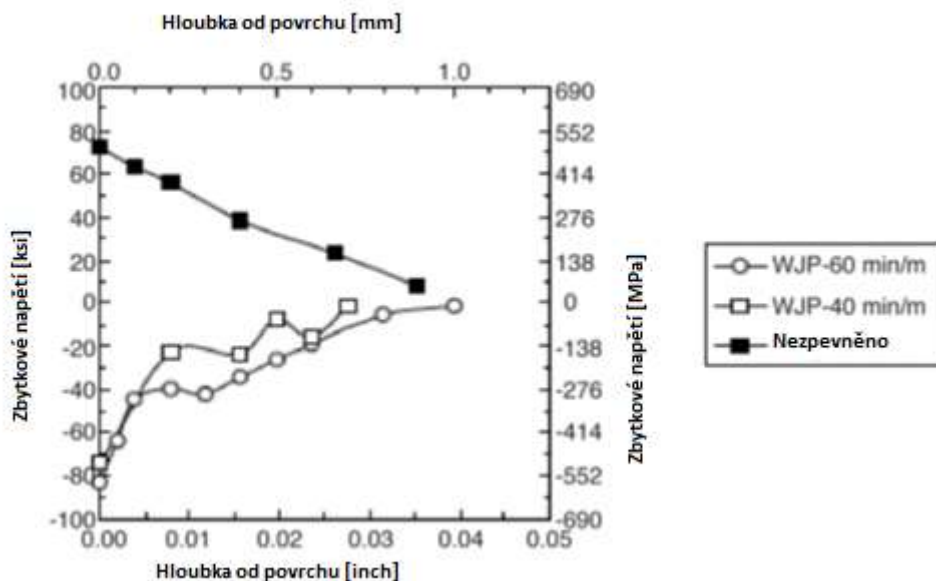 Hloubka od povrchu [mm]
0.0 0.5 1.0
100 690
80 552
60 414
40 276
20 138
0 0
-20 -138
-40 -276
-60 -414
-80 -552
-100 -690
0.00 0.01 0.02 0.03 0.04 0.05
Hloubka od povrchu [inch]
Zbytkové napětí [ksi]
Zbytkové napětí [MPa]
WJP-60 min/m
WJP-40 min/m
Nezpevněno